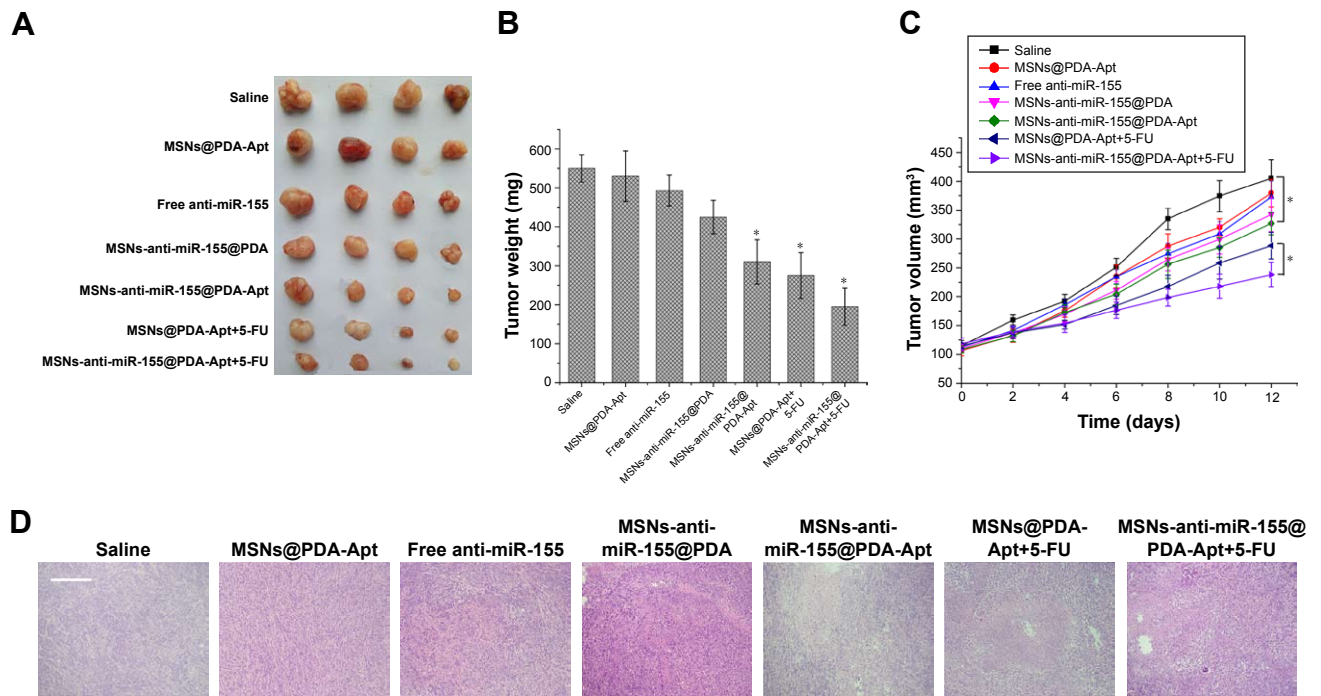 A
Saline
MSNs@PDA-Apt
Free anti-miR-155
MSNs-anti-miR-155@PDA
MSNs-anti-miR-155@PDA-Apt
MSNs@PDA-Apt+5-FU
MSNs-anti-miR-155@PDA-Apt+5-FU
B
Tumor weight (mg)
600
500
400
300
200
100
0
*
*
*
Saline
MSNs@PDA-Apt
Free anti-miR-155
MSNs-anti-miR-155@PDA
MSNs-anti-miR-155@
PDA-Apt
MSNs@PDA-Apt+
5-FU
MSNs-anti-miR-155@
PDA-Apt+5-FU
C
Saline
MSNs@PDA-Apt
Free anti-miR-155
MSNs-anti-miR-155@PDA
MSNs-anti-miR-155@PDA-Apt
MSNs@PDA-Apt+5-FU
MSNs-anti-miR-155@PDA-Apt+5-FU
Tumor volume (mm³)
450
400
350
300
250
200
150
100
50
*
*
0 2 4 6 8 10 12
Time (days)
D
Saline
MSNs@PDA-Apt
Free anti-miR-155
MSNs-anti-
miR-155@PDA
MSNs-anti-
miR-155@PDA-Apt
MSNs@PDA-
Apt+5-FU
MSNs-anti-miR-155@
PDA-Apt+5-FU